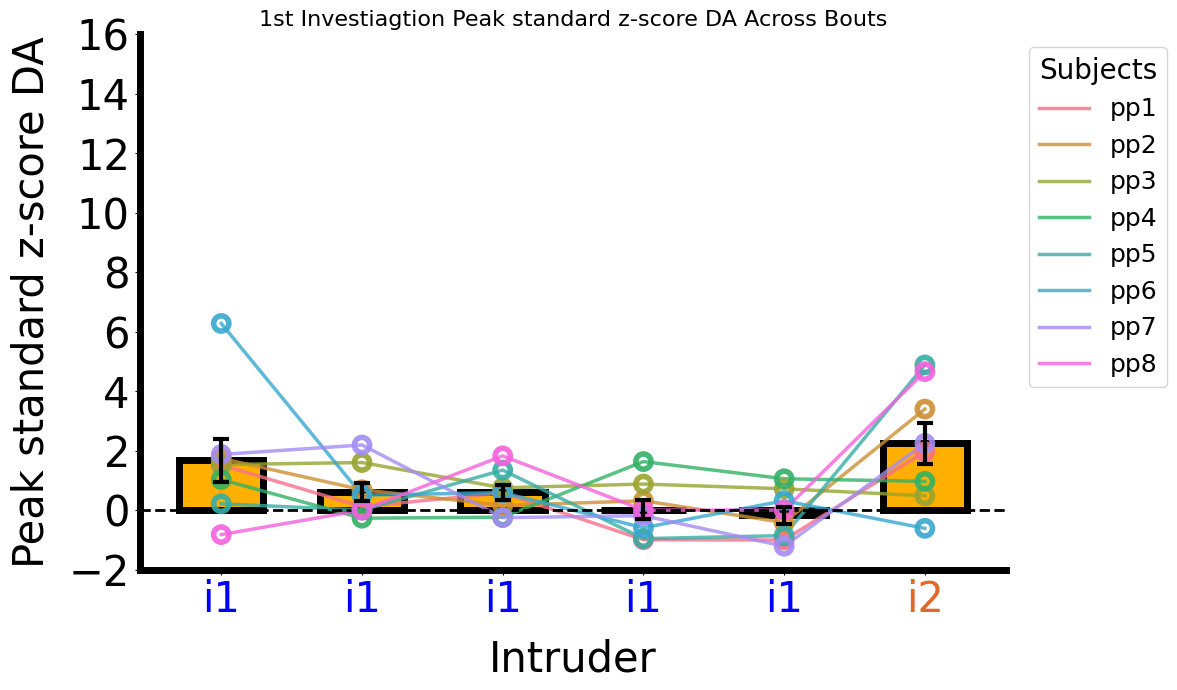 1st Investiagtion Peak standard z-score DA Across Bouts
Peak standard z-score DA
16
14
12
10
8
6
4
2
0
−2
i1 i1 i1 i1 i1 i2
Intruder
Subjects
pp1
pp2
pp3
pp4
pp5
pp6
pp7
pp8